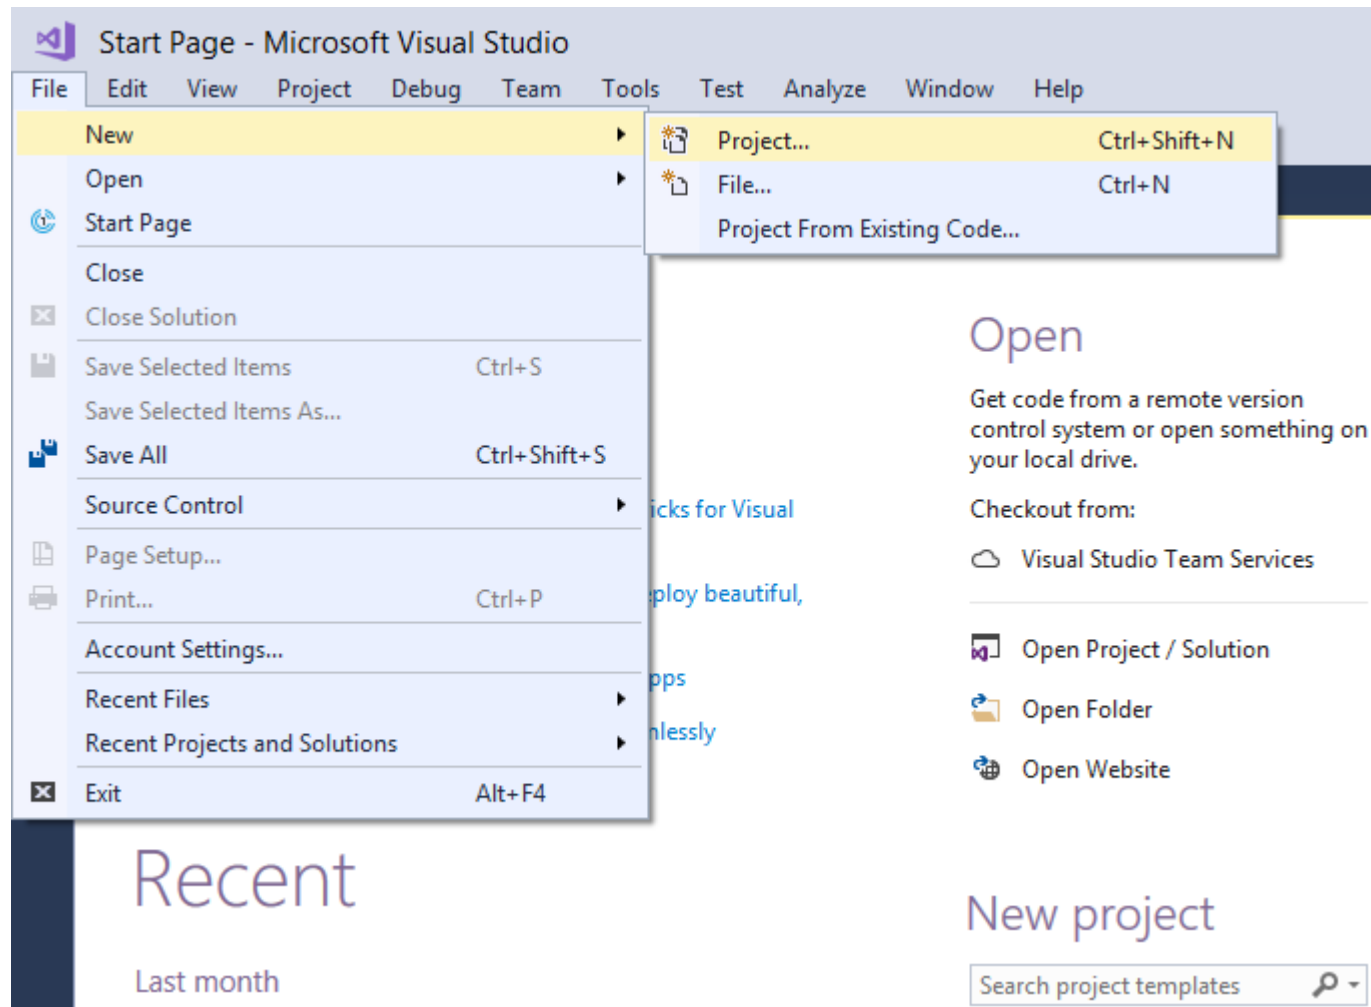 Start Page - Microsoft Visual Studio
File Edit View Project Debug Team Tools Test Analyze Window Help
New
Open
Start Page
Close
Close Solution
Save Selected Items Ctrl+S
Save Selected Items As...
Save All Ctrl+Shift+S
Source Control
Page Setup...
Print... Ctrl+P
Account Settings...
Recent Files
Recent Projects and Solutions
Exit Alt+F4
Project... Ctrl+Shift+N
File... Ctrl+N
Project From Existing Code...
for Visual
beautiful,
Recent
Last month
Open
Get code from a remote version
control system or open something on
your local drive.
Checkout from:
Visual Studio Team Services
Open Project / Solution
Open Folder
Open Website
New project
Search project templates